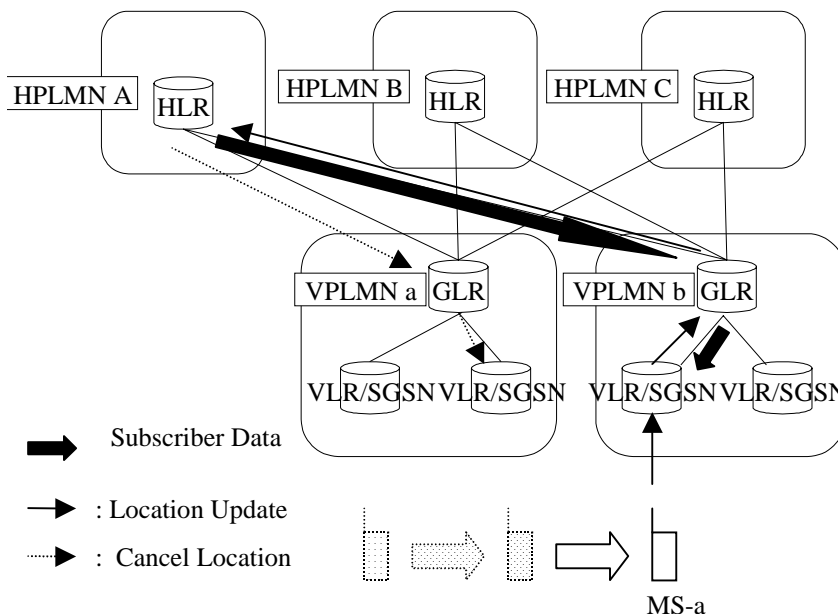 HPLMN A
HLR
HPLMN B
HLR
HPLMN C
HLR
VPLMN a
GLR
VPLMN b
GLR
VLR/SGSN
VLR/SGSN
VLR/SGSN
VLR/SGSN
Subscriber Data
: Location Update
: Cancel Location
MS-a